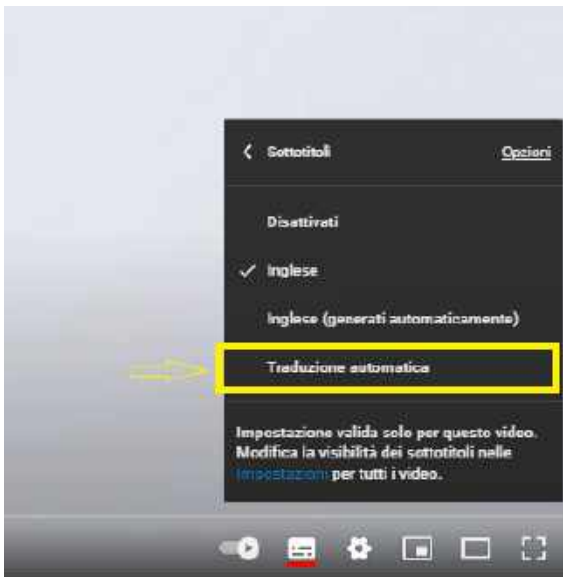 Sottotitoli Opzioni
Disattivati
Inglese
Inglese (generati automaticamente)
Traduzione automatica
Impostazione valida solo per questo video.
Modifica la visibilità dei sottotitoli nelle
Impostazioni per tutti i video.